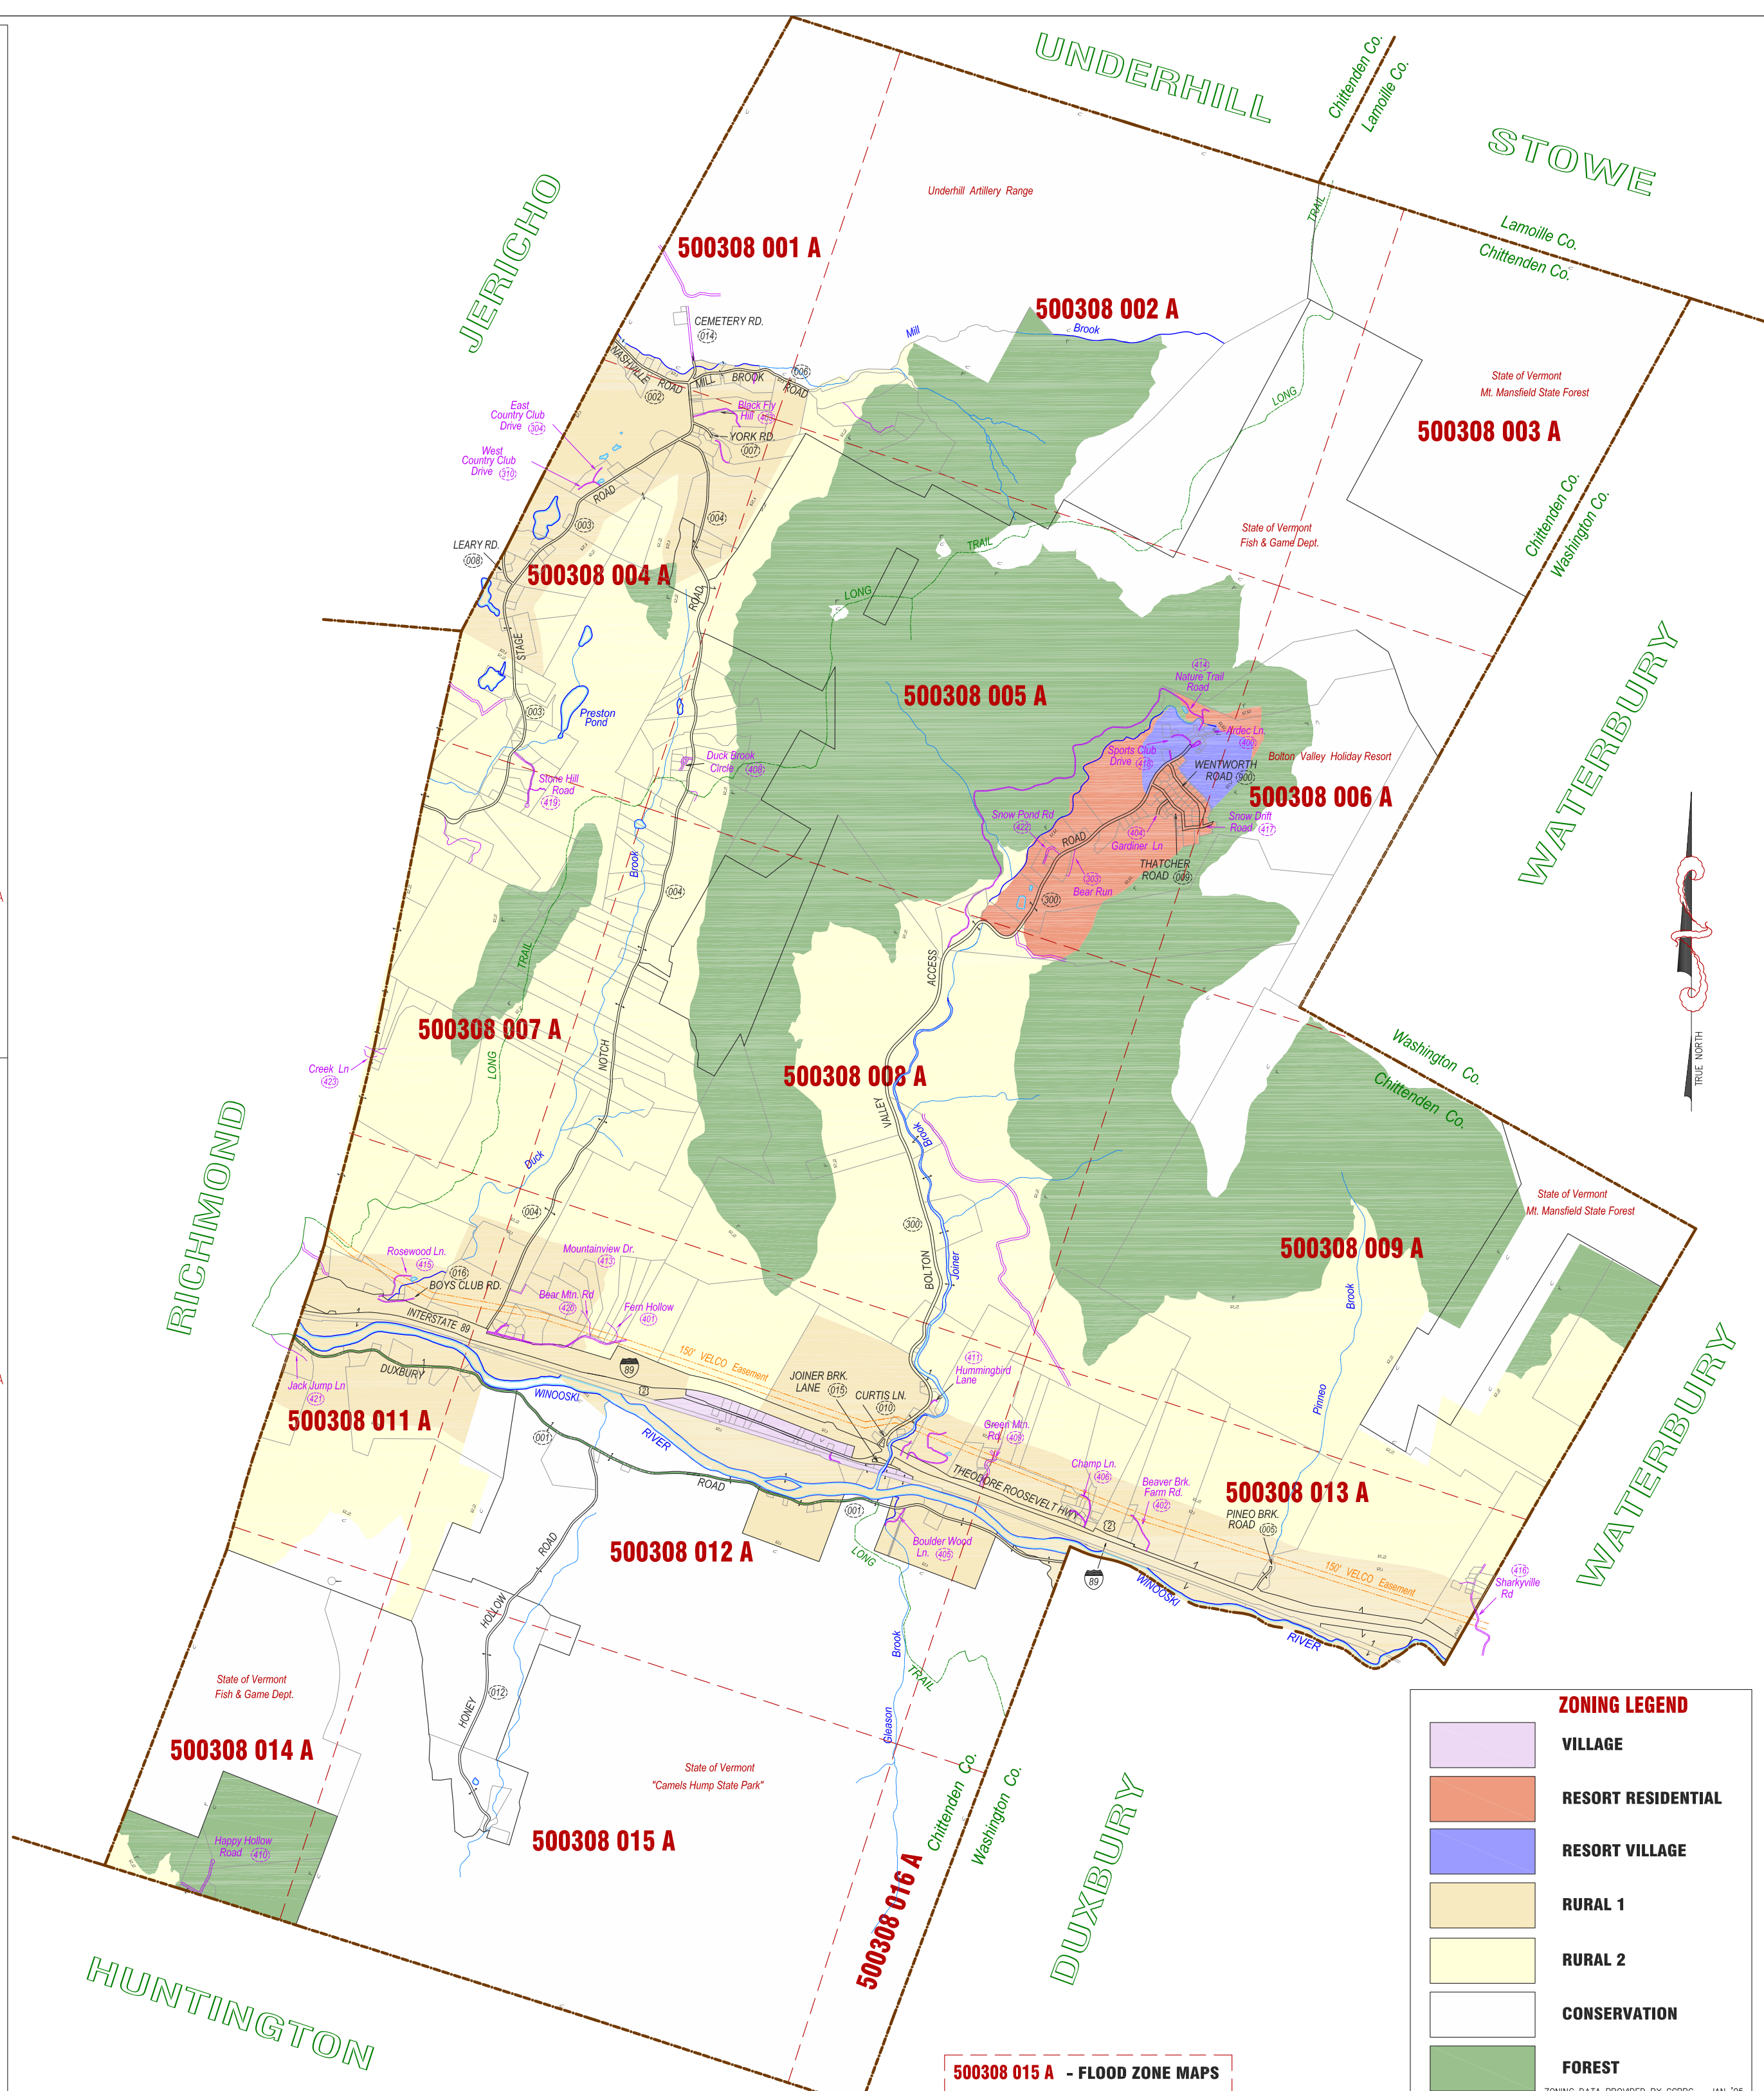 UNDERHILL
Chittenden Co.
Lamoille Co.
STOWE
Lamoille Co.
Chittenden Co.
JERICHO
Underhill Artillery Range
TRAIL
500308 001 A
500308 002 A
Mill
Brook
CEMETERY RD.
014
NASHVILLE
ROAD
002
MILL
BROOK
ROAD
006
State of Vermont
Mt. Mansfield State Forest
500308 003 A
LONG
East
Country Club
Drive 304
Black Fly
Hill 403
YORK RD.
007
West
Country Club
Drive 310
ROAD
003
004
Chittenden Co.
Washington Co.
State of Vermont
Fish & Game Dept.
TRAIL
LEARY RD.
008
500308 004 A
ROAD
LONG
STAGE
WATERBURY
414
Nature Trail
Road
500308 005 A
003
Preston
Pond
Ardec Ln.
400
Sports Club
Drive 418
WENTWORTH
ROAD 900
Bolton Valley Holiday Resort
500308 006 A
Duck Brook
Circle 408
Stone Hill
Road
419
Snow Pond Rd
422
ROAD
404
Gardiner Ln
Snow Drift
Road 417
THATCHER
ROAD 009
303
Bear Run
300
Brook
004
TRAIL
ACCESS
TRUE NORTH
500308 007 A
LONG
NOTCH
Creek Ln
423
500308 008 A
VALLEY
Brook
Washington Co.
Chittenden Co.
RICHMOND
Duck
004
300
State of Vermont
Mt. Mansfield State Forest
500308 009 A
Rosewood Ln.
415
016
BOYS CLUB RD.
Mountainview Dr.
413
BOLTON
Joiner
Brook
Bear Mtn. Rd
420
Fern Hollow
401
INTERSTATE 89
150' VELCO Easement
89
2
DUXBURY
WINOOSKI
JOINER BRK.
LANE 015
CURTIS LN.
010
411
Hummingbird
Lane
Jack Jump Ln
421
500308 011 A
Pinneo
WATERBURY
001
RIVER
ROAD
Green Mtn.
Rd 409
THEODORE ROOSEVELT HWY
Champ Ln.
406
Beaver Brk.
Farm Rd.
402
2
500308 013 A
PINEO BRK.
ROAD 005
001
500308 012 A
LONG
Boulder Wood
Ln. 405
89
WINOOSKI
150' VELCO Easement
416
Sharkyville
Rd
RIVER
ROAD
HOLLOW
Brook
TRAIL
State of Vermont
Fish & Game Dept.
HONEY
012
Gleason
500308 014 A
State of Vermont
"Camels Hump State Park"
Chittenden Co.
Washington Co.
DUXBURY
Happy Hollow
Road 410
500308 015 A
500308 016 A
HUNTINGTON
ZONING LEGEND
VILLAGE
RESORT RESIDENTIAL
RESORT VILLAGE
RURAL 1
RURAL 2
CONSERVATION
FOREST
500308 015 A - FLOOD ZONE MAPS